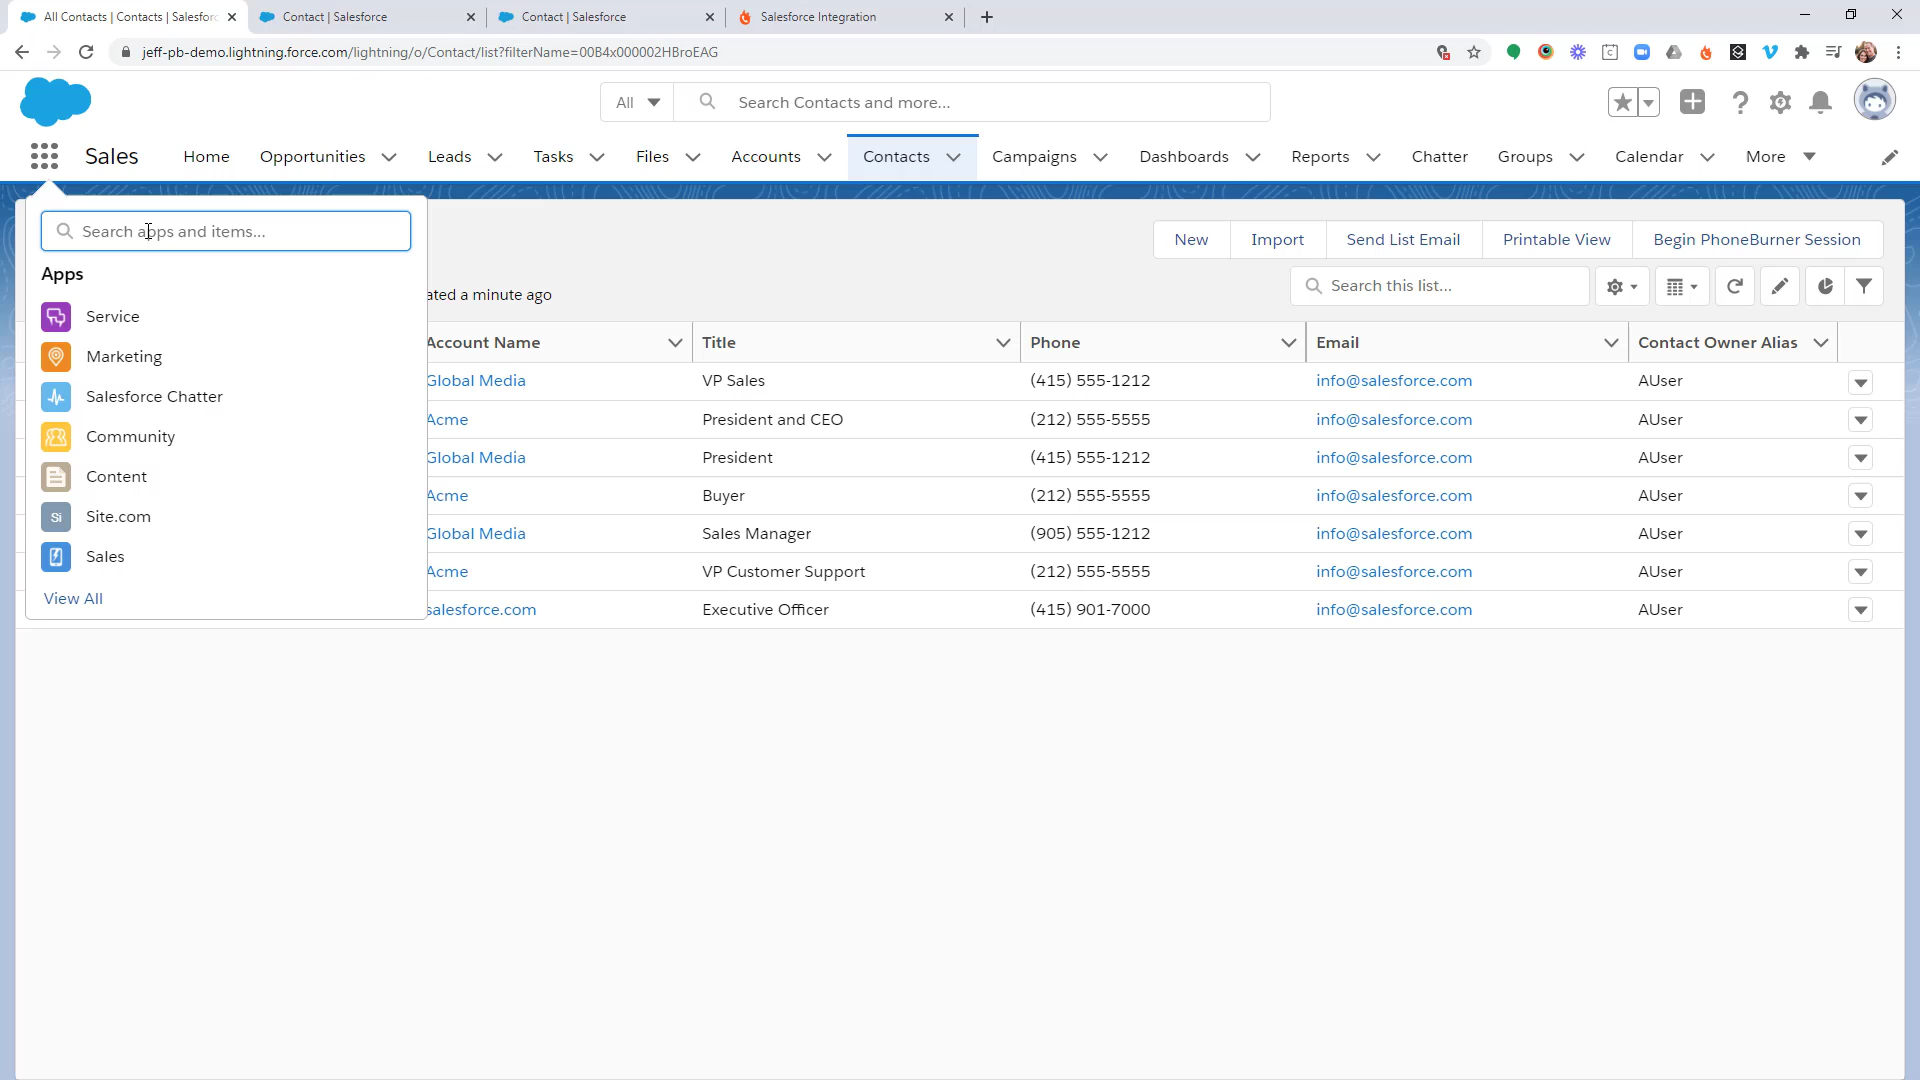 All Contacts | Contacts | Salesforc
Contact | Salesforce
Contact | Salesforce
Salesforce Integration
jeff-pb-demo.lightning.force.com/lightning/o/Contact/list?filterName=00B4x000002HBroEAG
All
Search Contacts and more...
Sales
Home
Opportunities
Leads
Tasks
Files
Accounts
Contacts
Campaigns
Dashboards
Reports
Chatter
Groups
Calendar
More
Search apps and items...
New
Import
Send List Email
Printable View
Begin PhoneBurner Session
Apps
ated a minute ago
Search this list...
Service
Marketing
Salesforce Chatter
Community
Content
Si
Site.com
Sales
View All
Account Name
Title
Phone
Email
Contact Owner Alias
Global Media
VP Sales
(415) 555-1212
info@salesforce.com
AUser
Acme
President and CEO
(212) 555-5555
info@salesforce.com
AUser
Global Media
President
(415) 555-1212
info@salesforce.com
AUser
Acme
Buyer
(212) 555-5555
info@salesforce.com
AUser
Global Media
Sales Manager
(905) 555-1212
info@salesforce.com
AUser
Acme
VP Customer Support
(212) 555-5555
info@salesforce.com
AUser
salesforce.com
Executive Officer
(415) 901-7000
info@salesforce.com
AUser